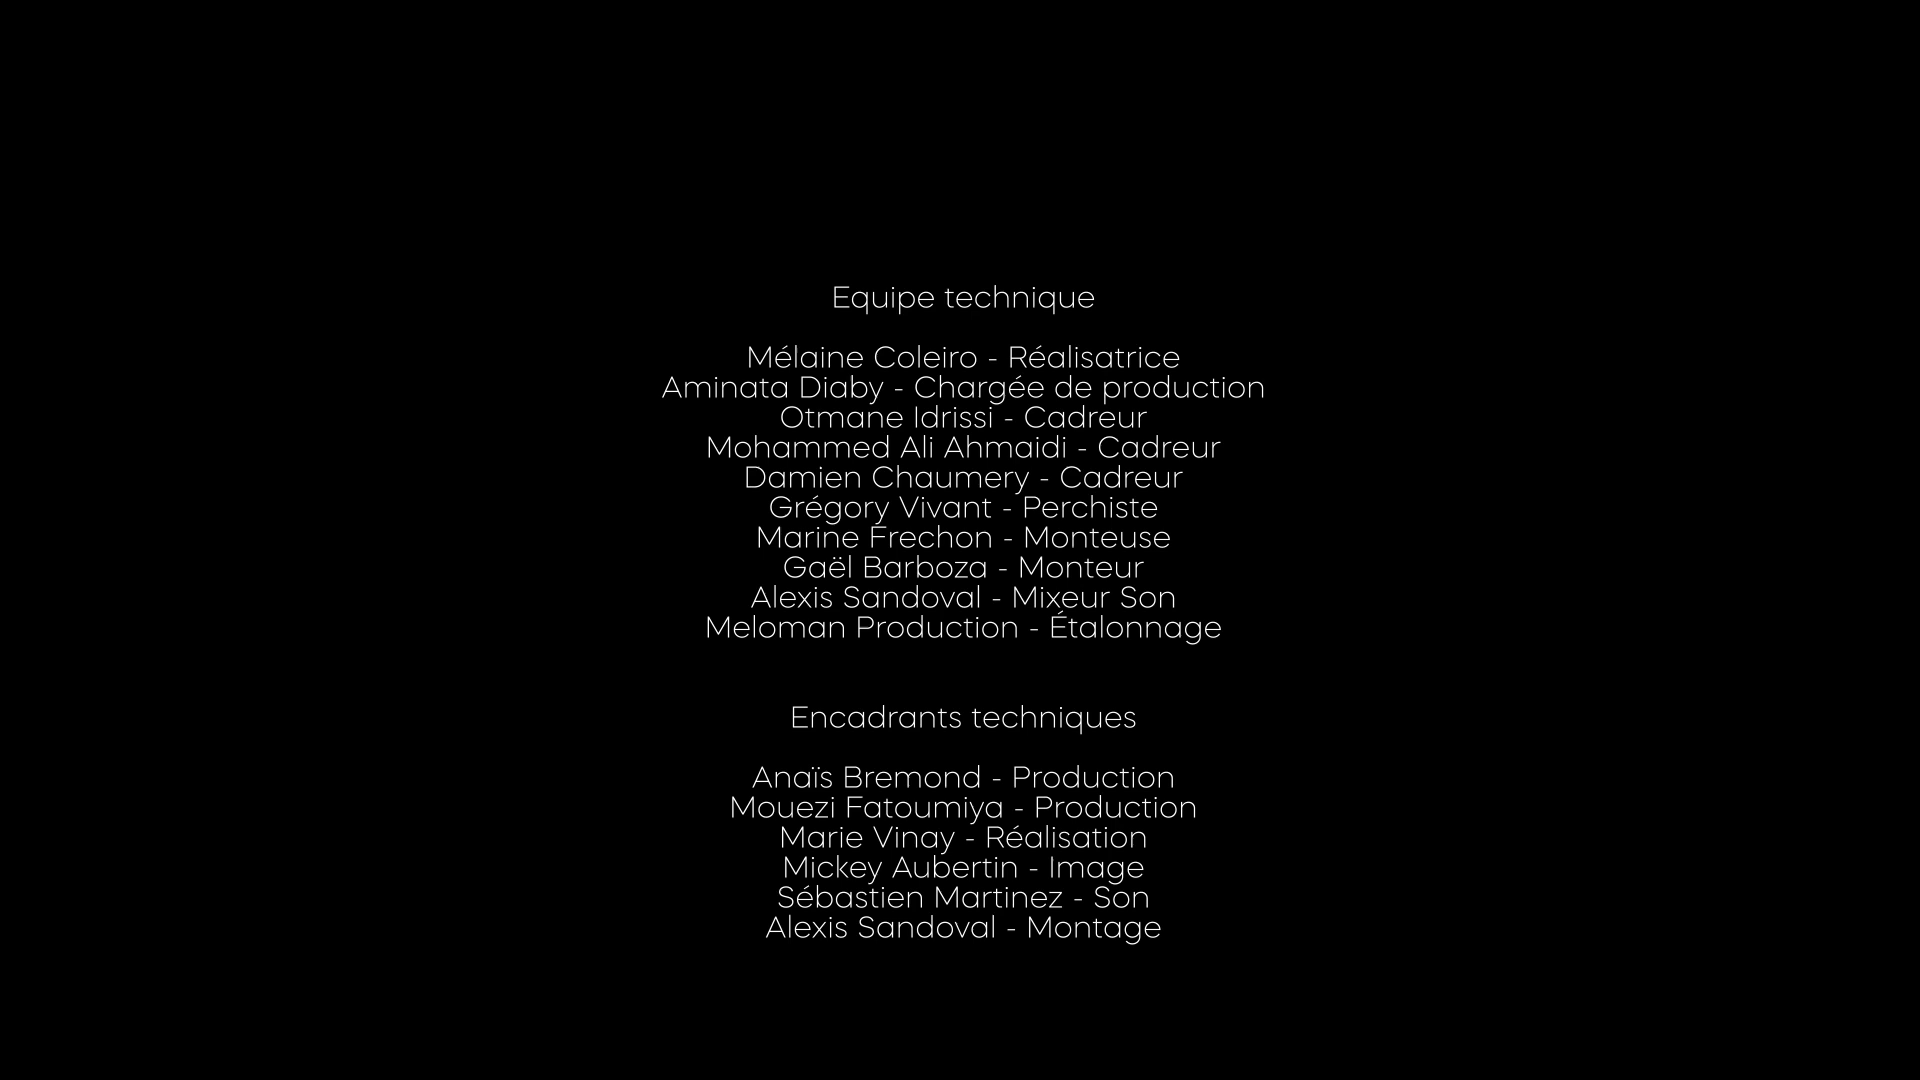 Equipe technique
Mélaine Coleiro - Réalisatrice
Aminata Diaby - Chargée de production
Otmane Idrissi - Cadreur
Mohammed Ali Ahmaidi - Cadreur
Damien Chaumery - Cadreur
Grégory Vivant - Perchiste
Marine Frechon - Monteuse
Gaël Barboza - Monteur
Alexis Sandoval - Mixeur Son
Meloman Production - Étalonnage
Encadrants techniques
Anaïs Bremond - Production
Mouezi Fatoumiya - Production
Marie Vinay - Réalisation
Mickey Aubertin - Image
Sébastien Martinez - Son
Alexis Sandoval - Montage